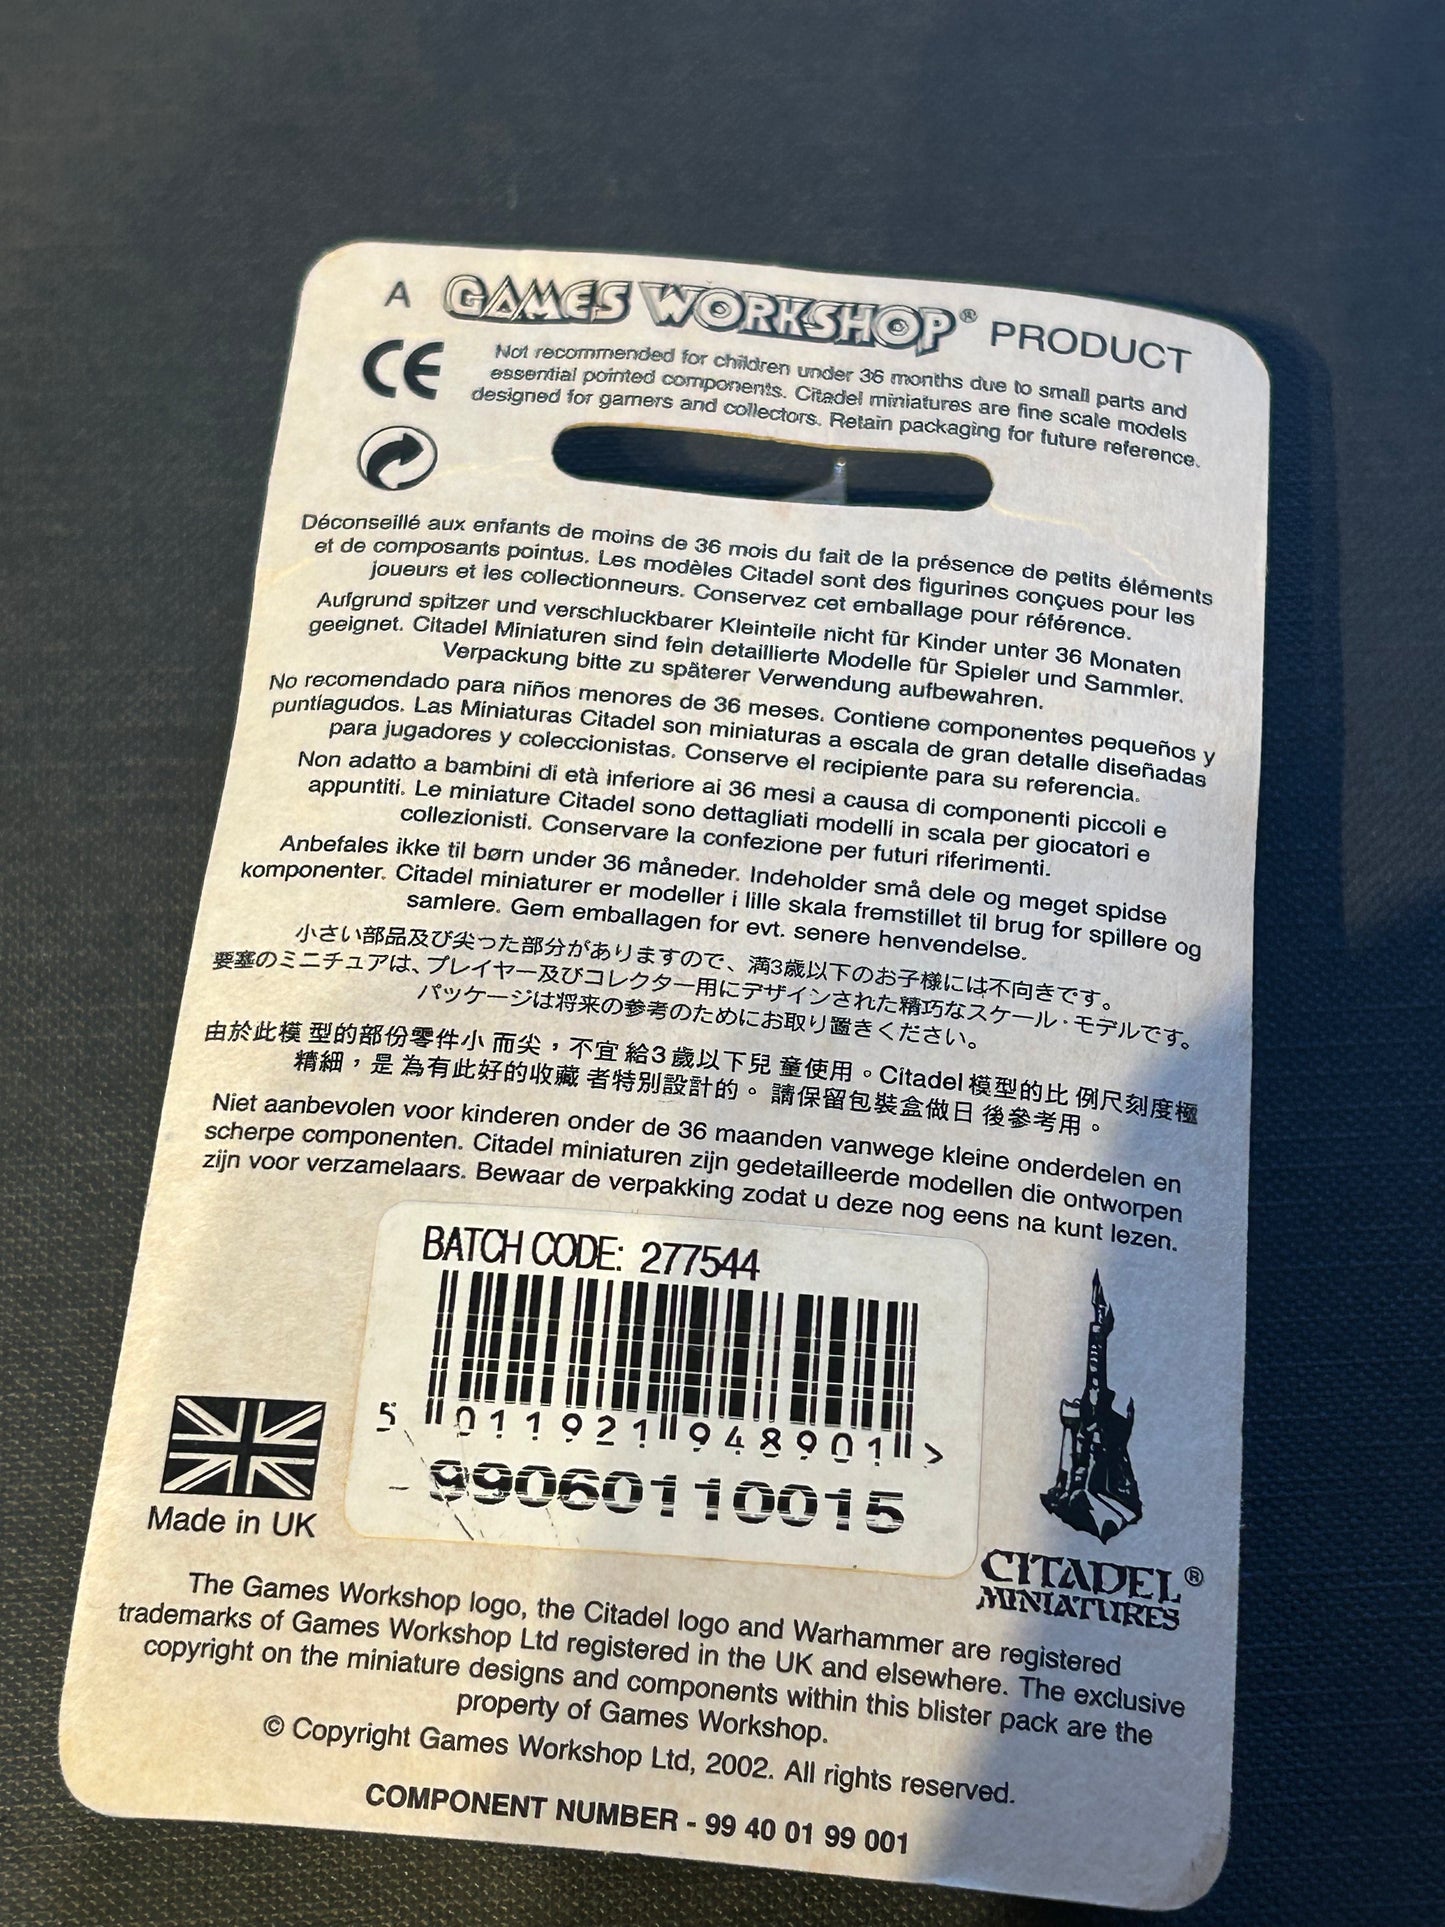 A GAMES WORKSHOP® PRODUCT
CE
Not recommended for children under 36 months due to small parts and
essential pointed components. Citadel miniatures are fine scale models
designed for gamers and collectors. Retain packaging for future reference.
Déconseillé aux enfants de moins de 36 mois du fait de la présence de petits éléments
et de composants pointus. Les modèles Citadel sont des figurines conçues pour les
joueurs et les collectionneurs. Conservez cet emballage pour référence.
Aufgrund spitzer und verschluckbarer Kleinteile nicht für Kinder unter 36 Monaten
geeignet. Citadel Miniaturen sind fein detaillierte Modelle für Spieler und Sammler.
Verpackung bitte zu späterer Verwendung aufbewahren.
No recomendado para niños menores de 36 meses. Contiene componentes pequeños y
puntiagudos. Las Miniaturas Citadel son miniaturas a escala de gran detalle diseñadas
para jugadores y coleccionistas. Conserve el recipiente para su referencia.
Non adatto a bambini di età inferiore ai 36 mesi a causa di componenti piccoli e
appuntiti. Le miniature Citadel sono dettagliati modelli in scala per giocatori e
collezionisti. Conservare la confezione per futuri riferimenti.
Anbefales ikke til børn under 36 måneder. Indeholder små dele og meget spidse
komponenter. Citadel miniaturer er modeller i lille skala fremstillet til brug for spillere og
samlere. Gem emballagen for evt. senere henvendelse.
小さい部品及び尖った部分がありますので、満3歳以下のお子様には不向きです。
要塞のミニチュアは、プレイヤー及びコレクター用にデザインされた精巧なスケール・モデルです。
パッケージは将来の参考のためにお取り置きください。
由於此模 型的部份零件小 而尖，不宜 給3歲以下兒 童使用。Citadel 模型的比 例尺刻度極
精細，是 為有此好的收藏 者特別設計的。 請保留包裝盒做日 後參考用。
Niet aanbevolen voor kinderen onder de 36 maanden vanwege kleine onderdelen en
scherpe componenten. Citadel miniaturen zijn gedetailleerde modellen die ontworpen
zijn voor verzamelaars. Bewaar de verpakking zodat u deze nog eens na kunt lezen.
BATCH CODE: 277544
5 011921 948901 >
99060110015
Made in UK
CITADEL®
MINIATURES
The Games Workshop logo, the Citadel logo and Warhammer are registered
trademarks of Games Workshop Ltd registered in the UK and elsewhere. The exclusive
copyright on the miniature designs and components within this blister pack are the
property of Games Workshop.
© Copyright Games Workshop Ltd, 2002. All rights reserved.
COMPONENT NUMBER - 99 40 01 99 001